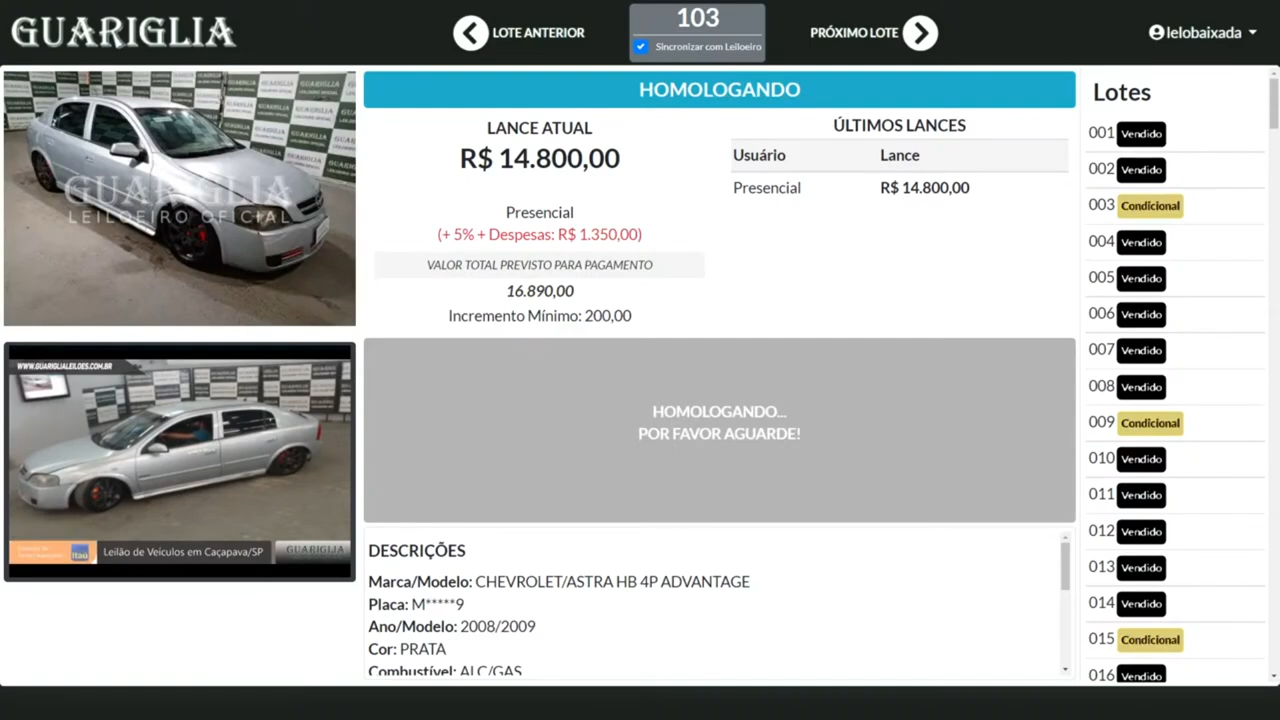 GUARIGLIA
LOTE ANTERIOR
103
Sincronizar com Leiloeiro
PRÓXIMO LOTE
lelobaixada
GUARIGLIA
LEILOEIRO OFICIAL
WWW.GUARIGLIALEILOES.COM.BR
Itaú
Leilão de Veículos em Caçapava/SP
GUARIGLIA
HOMOLOGANDO
LANCE ATUAL
R$ 14.800,00
Presencial
(+ 5% + Despesas: R$ 1.350,00)
VALOR TOTAL PREVISTO PARA PAGAMENTO
16.890,00
Incremento Mínimo: 200,00
ÚLTIMOS LANCES
Usuário Lance
Presencial R$ 14.800,00
HOMOLOGANDO...
POR FAVOR AGUARDE!
DESCRIÇÕES
Marca/Modelo: CHEVROLET/ASTRA HB 4P ADVANTAGE
Placa: M*****9
Ano/Modelo: 2008/2009
Cor: PRATA
Combustível: ALC/GAS
Lotes
001 Vendido
002 Vendido
003 Condicional
004 Vendido
005 Vendido
006 Vendido
007 Vendido
008 Vendido
009 Condicional
010 Vendido
011 Vendido
012 Vendido
013 Vendido
014 Vendido
015 Condicional
016 Vendido